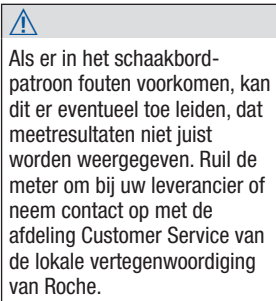 Als er in het schaakbord-
patroon fouten voorkomen, kan
dit er eventueel toe leiden, dat
meetresultaten niet juist
worden weergegeven. Ruil de
meter om bij uw leverancier of
neem contact op met de
afdeling Customer Service van
de lokale vertegenwoordiging
van Roche.